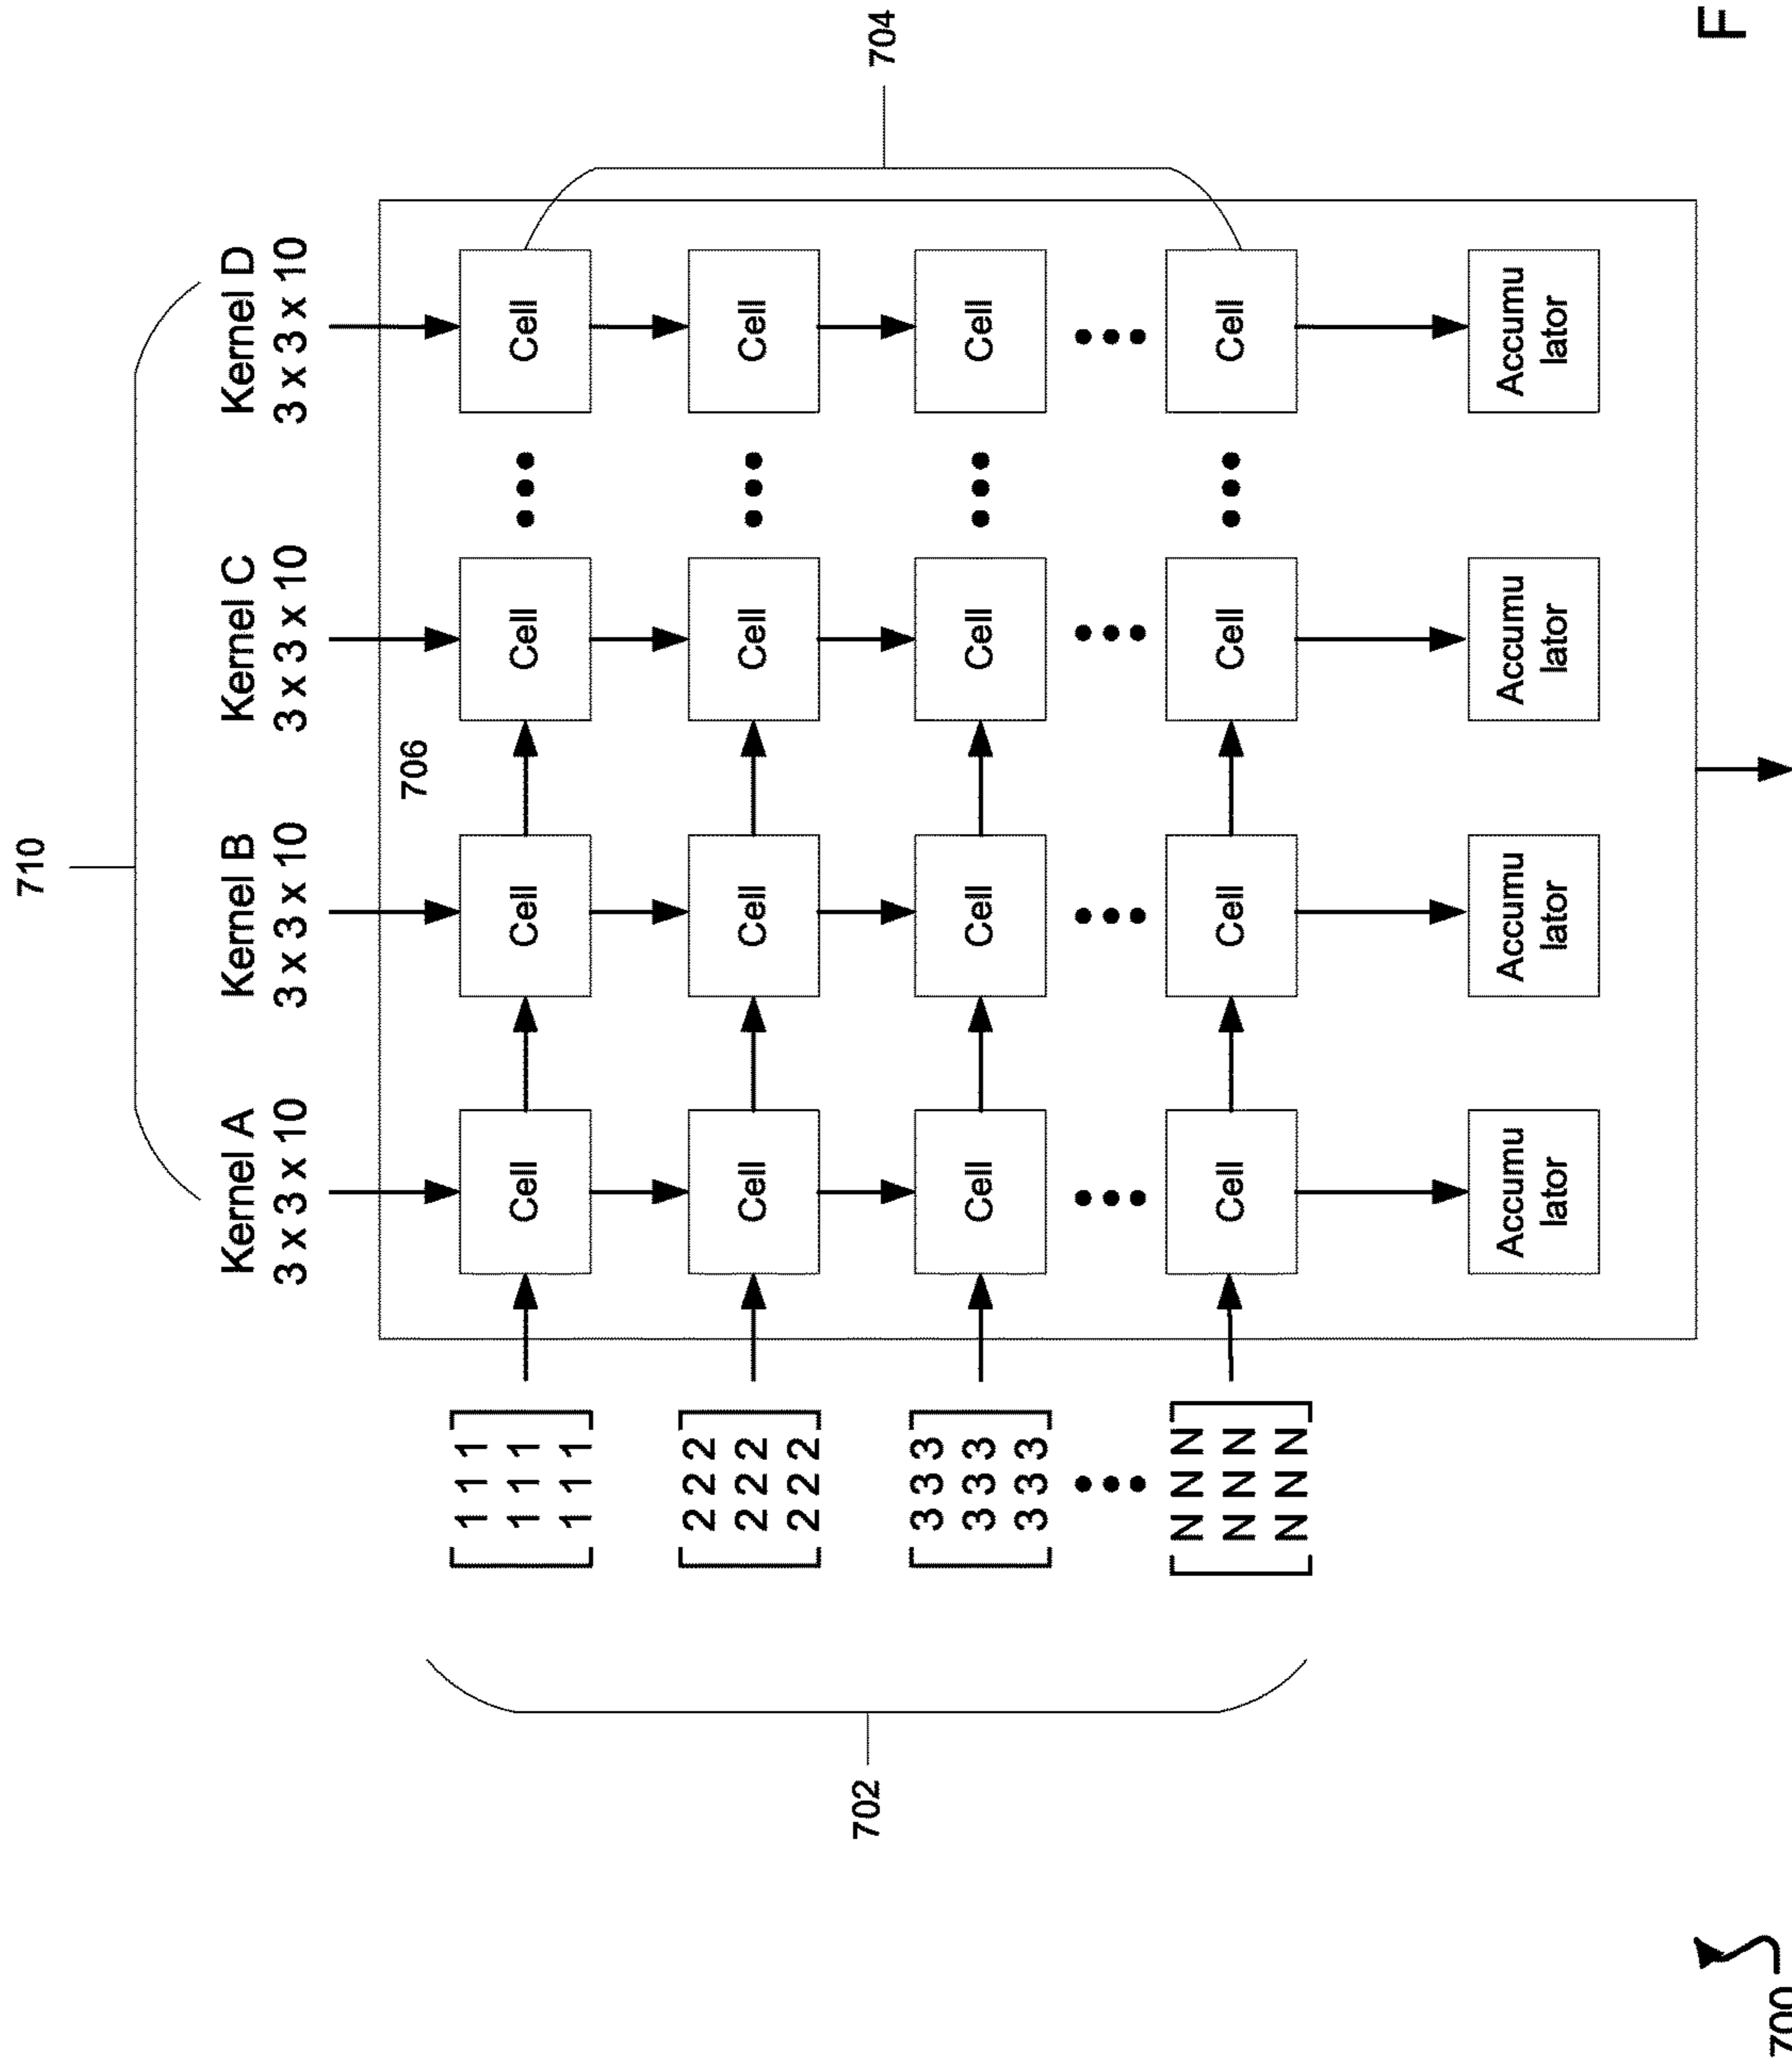 710
Kernel A Kernel B Kernel C Kernel D
3 x 3 x 10 3 x 3 x 10 3 x 3 x 10 3 x 3 x 10
706
1 1 1
1 1 1
1 1 1
Cell Cell Cell Cell
2 2 2
2 2 2
2 2 2
Cell Cell Cell Cell
702
704
3 3 3
3 3 3
3 3 3
Cell Cell Cell Cell
N N N
N N N
N N N
Cell Cell Cell Cell
Accumu Accumu Accumu Accumu
lator lator lator lator
700
F